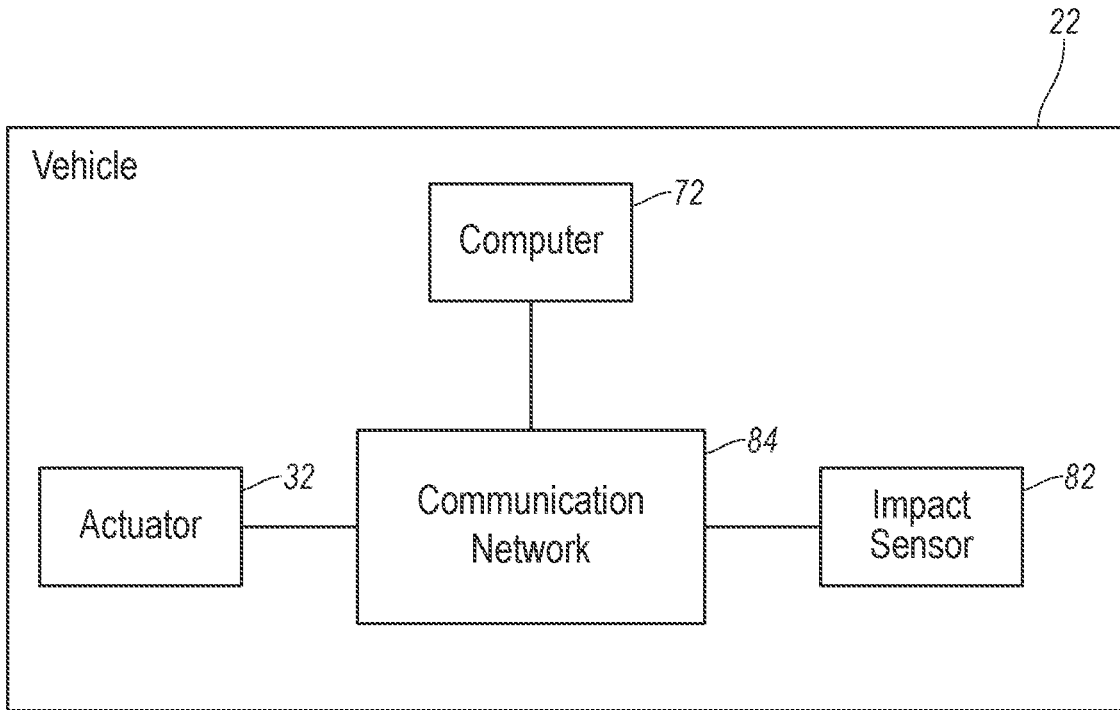 22
Vehicle
72
Computer
84
32
82
Communication
Network
Actuator
Impact
Sensor